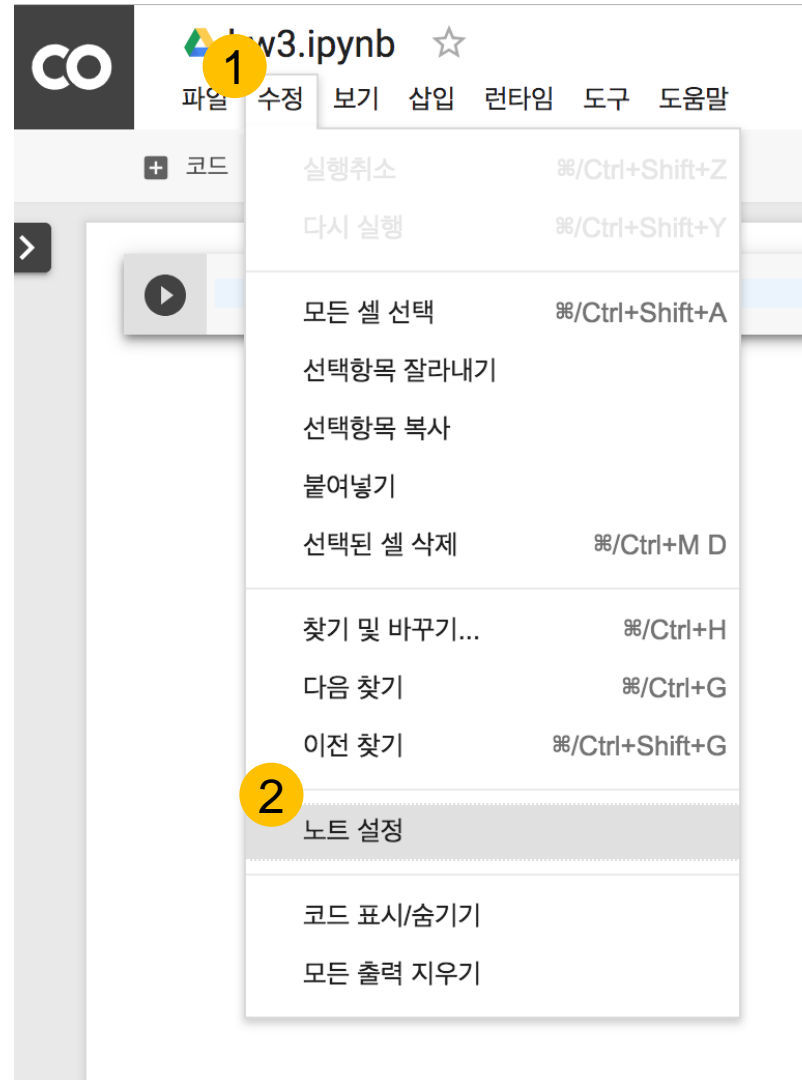 CO
w3.ipynb
1
파일 수정 보기 삽입 런타임 도구 도움말
코드
실행취소 ⌘/Ctrl+Shift+Z
다시 실행 ⌘/Ctrl+Shift+Y
모든 셀 선택 ⌘/Ctrl+Shift+A
선택항목 잘라내기
선택항목 복사
붙여넣기
선택된 셀 삭제 ⌘/Ctrl+M D
찾기 및 바꾸기... ⌘/Ctrl+H
다음 찾기 ⌘/Ctrl+G
이전 찾기 ⌘/Ctrl+Shift+G
2
노트 설정
코드 표시/숨기기
모든 출력 지우기